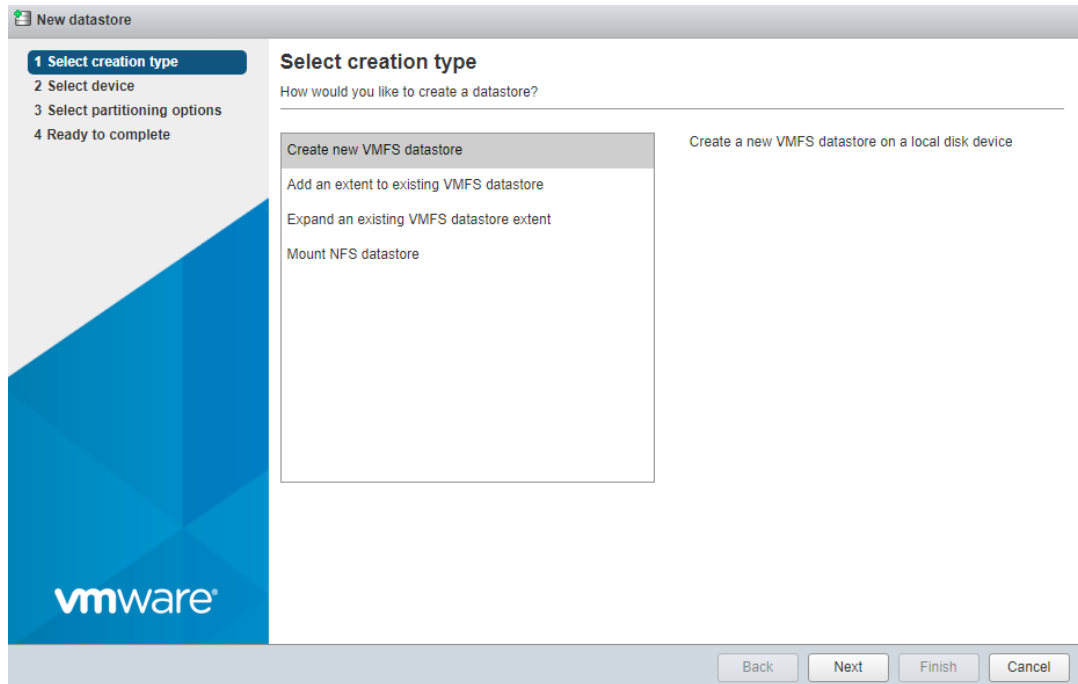 New datastore
1 Select creation type
2 Select device
3 Select partitioning options
4 Ready to complete
Select creation type
How would you like to create a datastore?
Create new VMFS datastore
Add an extent to existing VMFS datastore
Expand an existing VMFS datastore extent
Mount NFS datastore
Create a new VMFS datastore on a local disk device
vmware®
Back
Next
Finish
Cancel